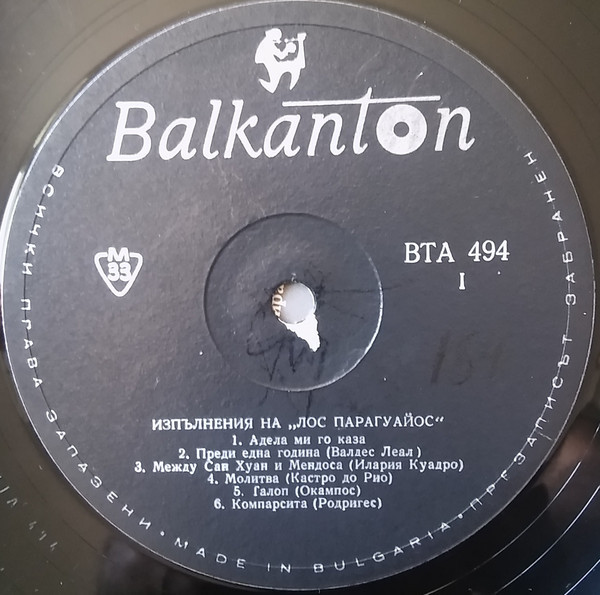 Balkanton
M
33
BTA 494
I
ИЗПЪЛНЕНИЯ НА „ЛОС ПАРАГУАЙОС“
1. Адела ми го каза
2. Преди една година (Валдес Леал)
3. Между Сан Хуан и Мендоса (Илария Куадро)
4. Молитва (Кастро до Рио)
5. Галоп (Окампос)
6. Компарсита (Родригес)
ВСИЧКИ ПРАВА ЗАПАЗЕНИ • MADE IN BULGARIA • ПРЕЗАПИСЪТ ЗАБРАНЕН